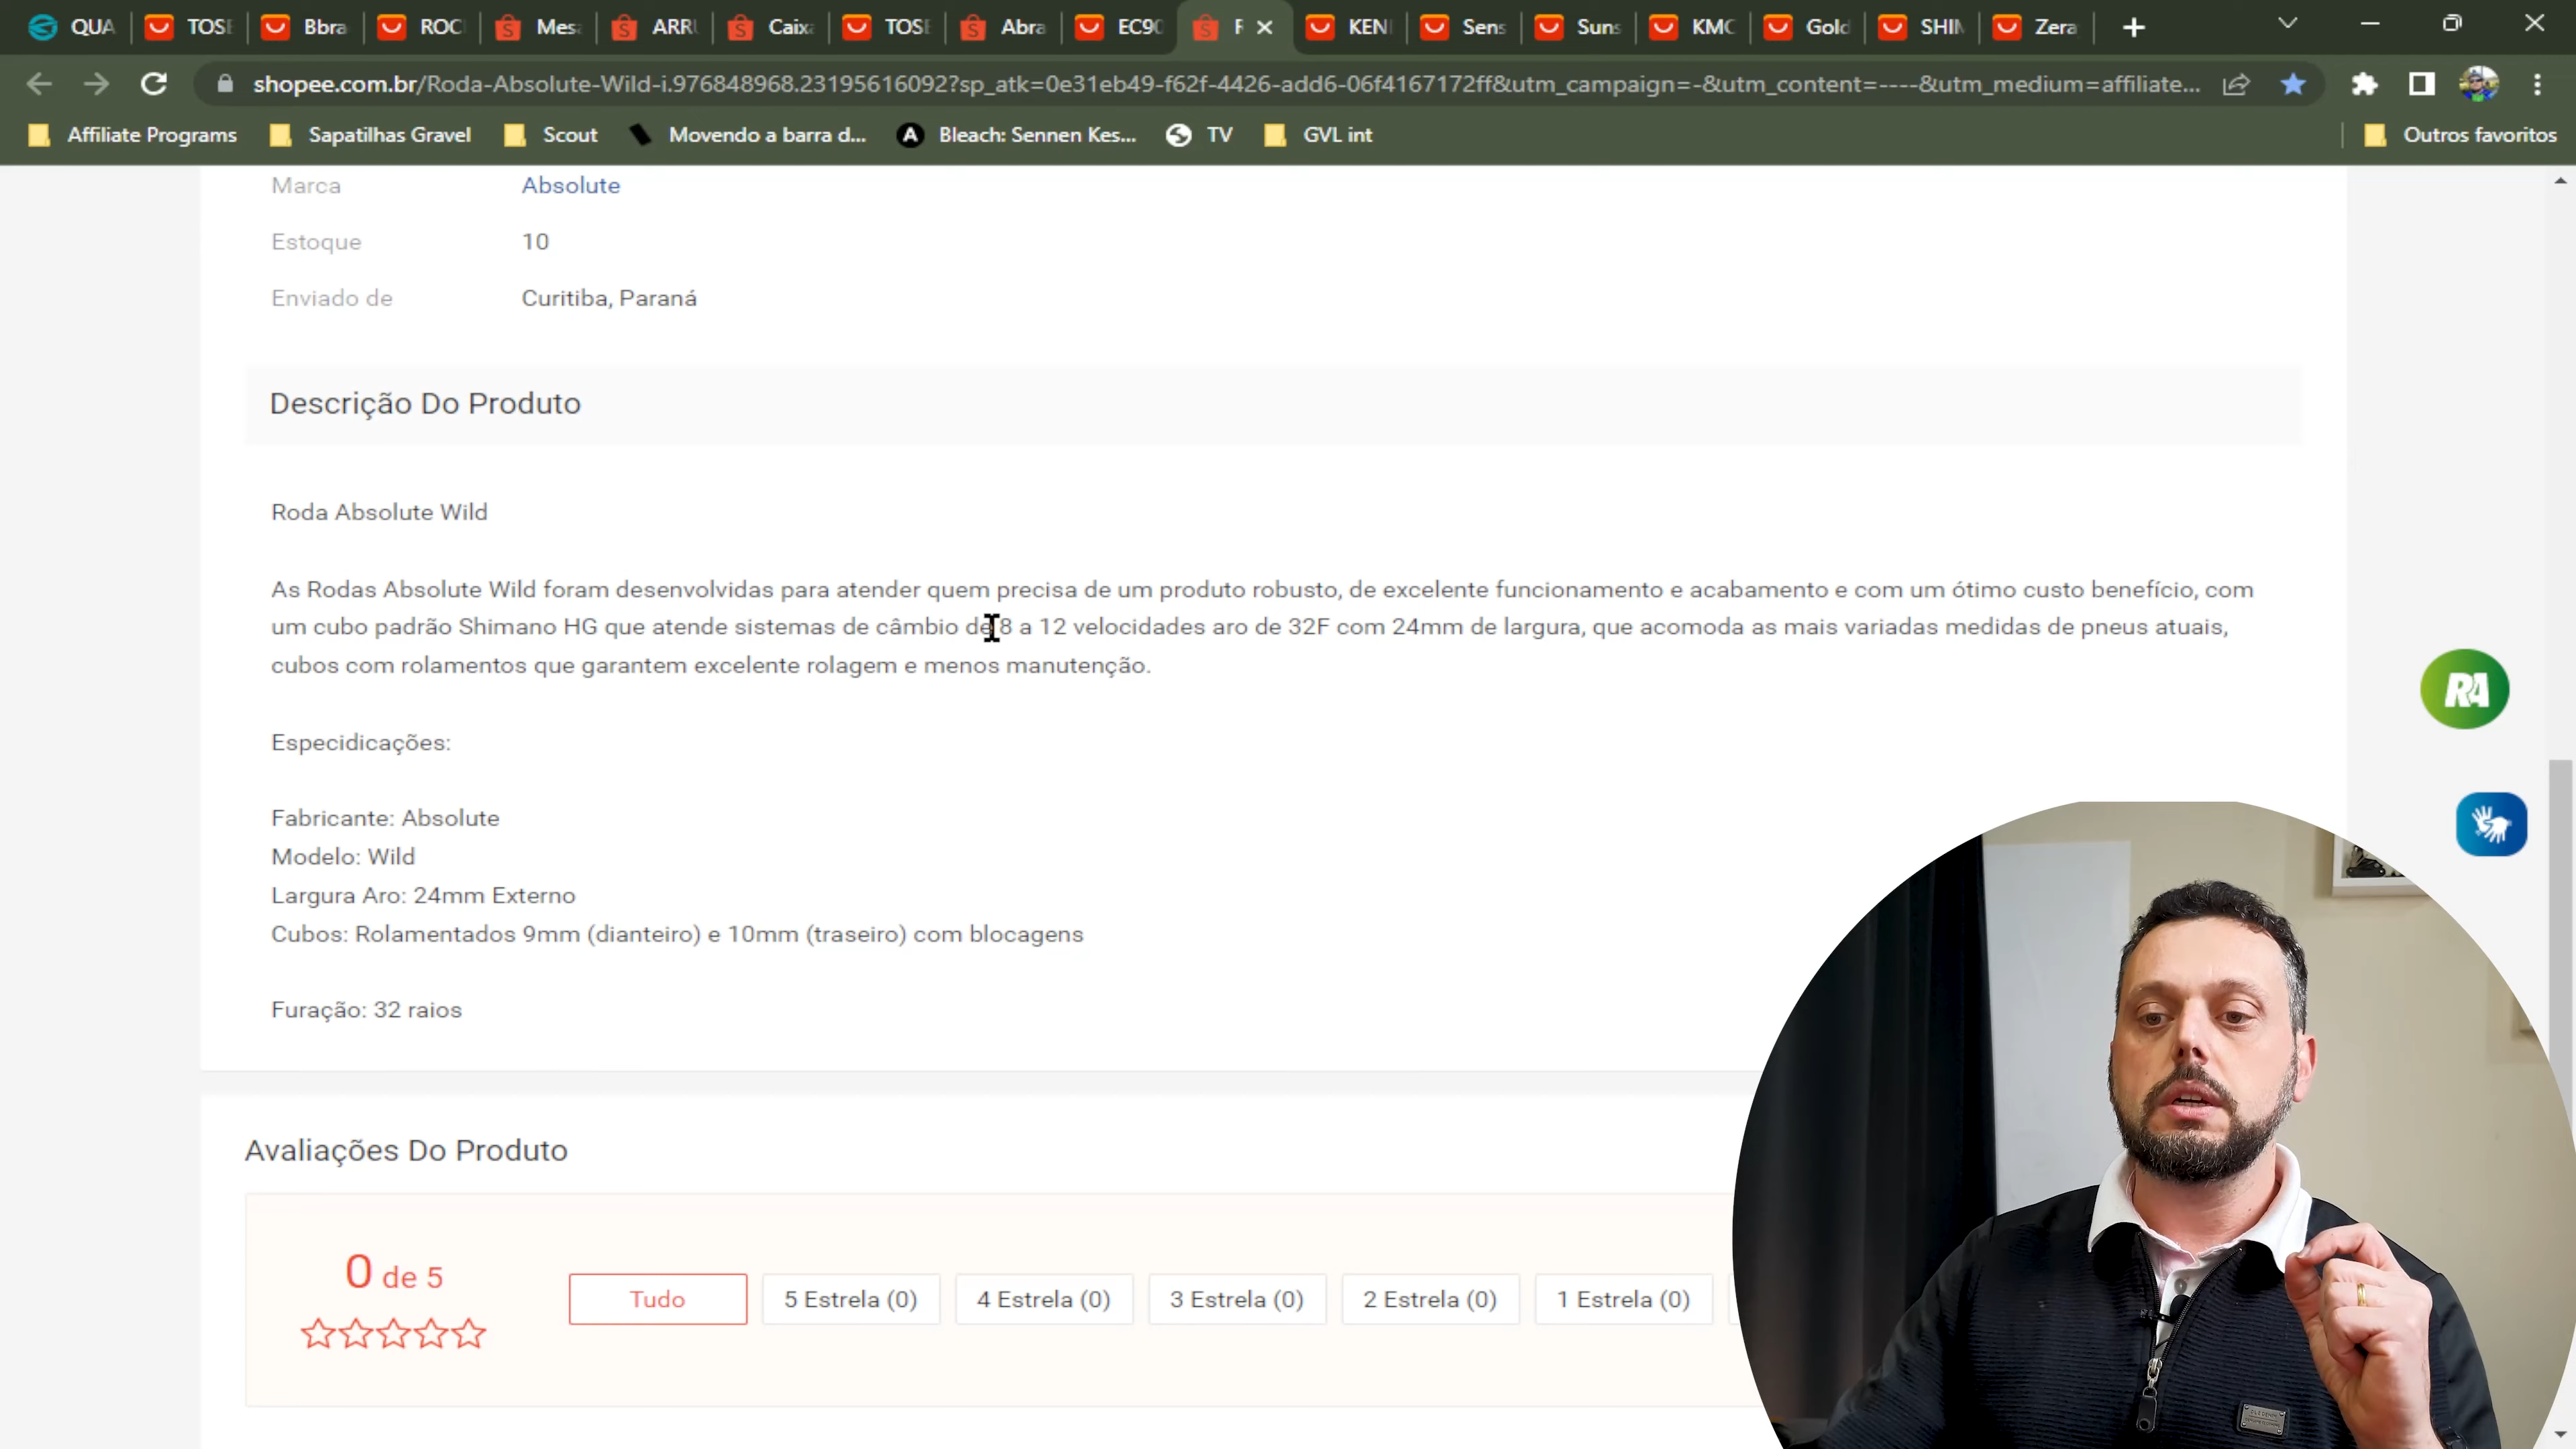 QUA TOSE Bbra ROC Mesa ARRU Caixa TOSE Abra EC90 KEN Sens Suns KMC Gold SHIM Zera
shopee.com.br/Roda-Absolute-Wild-i.976848968.23195616092?sp_atk=0e31eb49-f62f-4426-add6-06f4167172ff&utm_campaign=-&utm_content=----&utm_medium=affiliate...
Affiliate Programs Sapatilhas Gravel Scout Movendo a barra d... Bleach: Sennen Kes... TV GVL int Outros favoritos
Marca Absolute
Estoque 10
Enviado de Curitiba, Paraná
Descrição Do Produto
Roda Absolute Wild
As Rodas Absolute Wild foram desenvolvidas para atender quem precisa de um produto robusto, de excelente funcionamento e acabamento e com um ótimo custo benefício, com
um cubo padrão Shimano HG que atende sistemas de câmbio de 8 a 12 velocidades aro de 32F com 24mm de largura, que acomoda as mais variadas medidas de pneus atuais,
cubos com rolamentos que garantem excelente rolagem e menos manutenção.
RA
Especidicações:
Fabricante: Absolute
Modelo: Wild
Largura Aro: 24mm Externo
Cubos: Rolamentados 9mm (dianteiro) e 10mm (traseiro) com blocagens
Furação: 32 raios
Avaliações Do Produto
0 de 5
Tudo 5 Estrela (0) 4 Estrela (0) 3 Estrela (0) 2 Estrela (0) 1 Estrela (0)